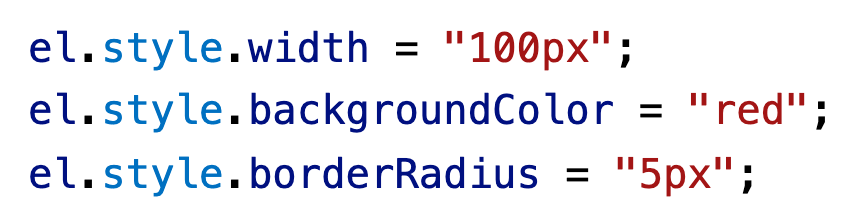 el.style.width = "100px";
el.style.backgroundColor = "red";
el.style.borderRadius = "5px";